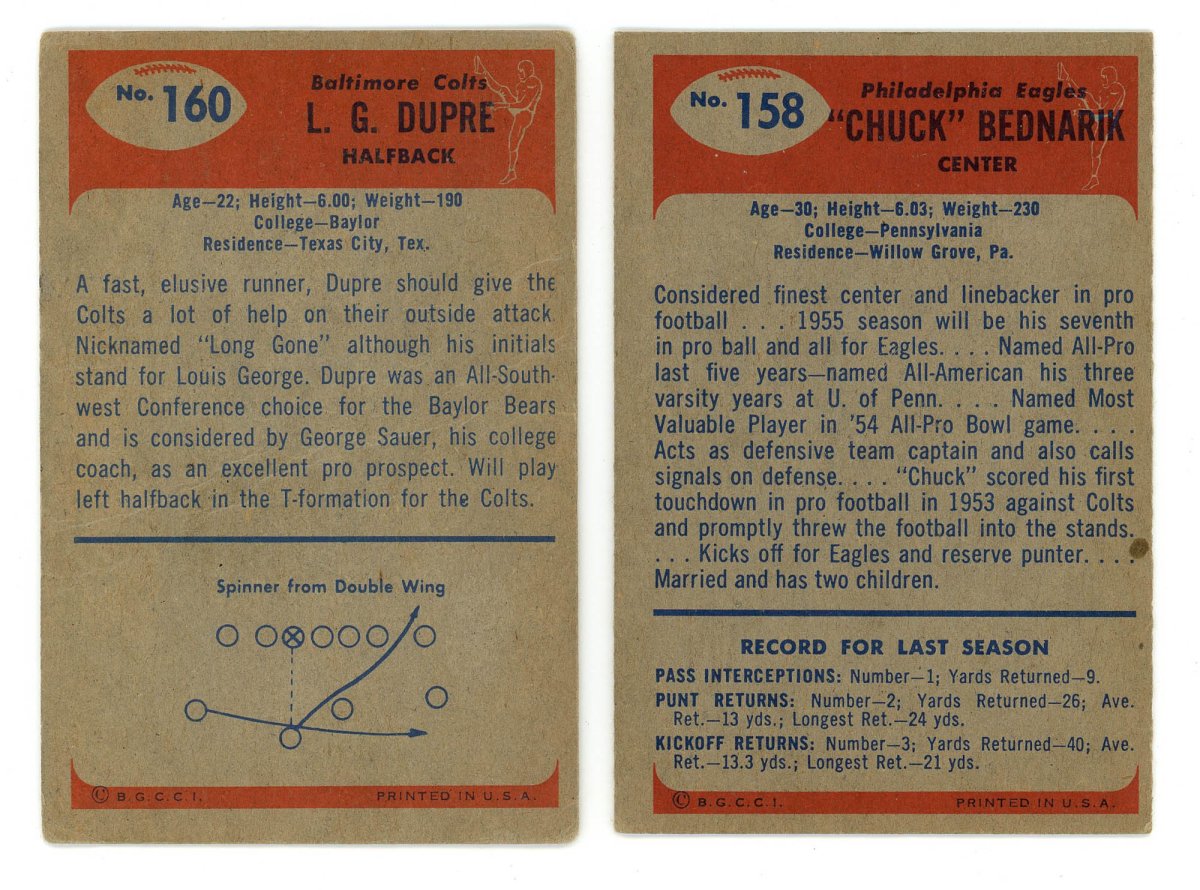 No. 160
Baltimore Colts
L. G. DUPRE
HALFBACK
Age—22; Height—6.00; Weight—190
College—Baylor
Residence—Texas City, Tex.
A fast, elusive runner, Dupre should give the
Colts a lot of help on their outside attack.
Nicknamed "Long Gone" although his initials
stand for Louis George. Dupre was an All-South-
west Conference choice for the Baylor Bears
and is considered by George Sauer, his college
coach, as an excellent pro prospect. Will play
left halfback in the T-formation for the Colts.
Spinner from Double Wing
© B.G.C.C.I. PRINTED IN U.S.A.
No. 158
Philadelphia Eagles
"CHUCK" BEDNARIK
CENTER
Age—30; Height—6.03; Weight—230
College—Pennsylvania
Residence—Willow Grove, Pa.
Considered finest center and linebacker in pro
football . . . 1955 season will be his seventh
in pro ball and all for Eagles. . . . Named All-Pro
last five years—named All-American his three
varsity years at U. of Penn. . . . Named Most
Valuable Player in '54 All-Pro Bowl game. . . .
Acts as defensive team captain and also calls
signals on defense. . . . "Chuck" scored his first
touchdown in pro football in 1953 against Colts
and promptly threw the football into the stands.
. . . Kicks off for Eagles and reserve punter. . . .
Married and has two children.
RECORD FOR LAST SEASON
PASS INTERCEPTIONS: Number—1; Yards Returned—9.
PUNT RETURNS: Number—2; Yards Returned—26; Ave.
Ret.—13 yds.; Longest Ret.—24 yds.
KICKOFF RETURNS: Number—3; Yards Returned—40; Ave.
Ret.—13.3 yds.; Longest Ret.—21 yds.
© B.G.C.C.I. PRINTED IN U.S.A.